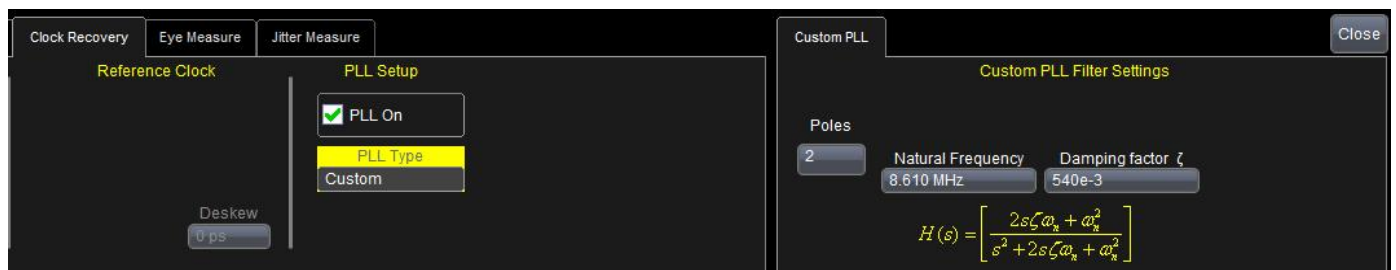 Clock Recovery
Eye Measure
Jitter Measure
Reference Clock
PLL Setup
PLL On
PLL Type
Custom
Deskew
0 ps
Custom PLL
Close
Custom PLL Filter Settings
Poles
2
Natural Frequency
8.610 MHz
Damping factor ζ
540e-3
H(s) = [ (2sζω_n + ω_n^2) / (s^2 + 2sζω_n + ω_n^2) ]